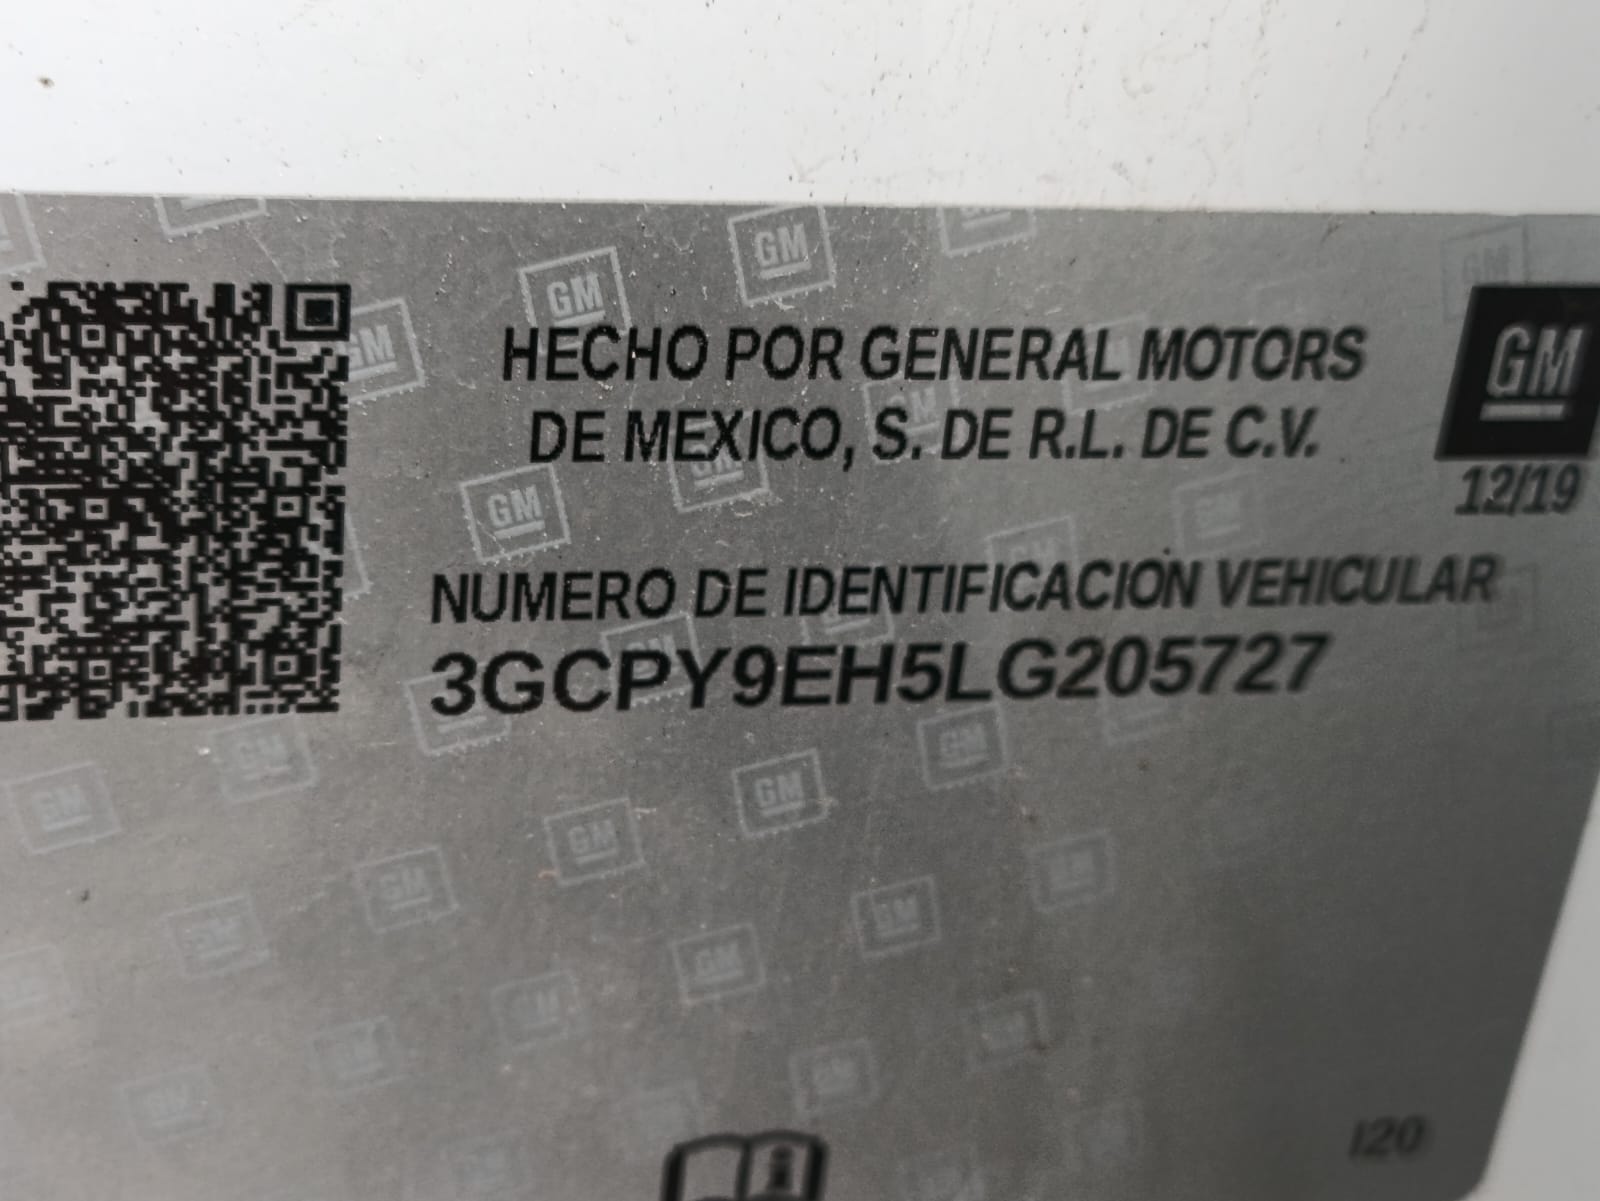 HECHO POR GENERAL MOTORS
DE MEXICO, S. DE R.L. DE C.V.
GM
12/19
NUMERO DE IDENTIFICACION VEHICULAR
3GCPY9EH5LG205727
I20